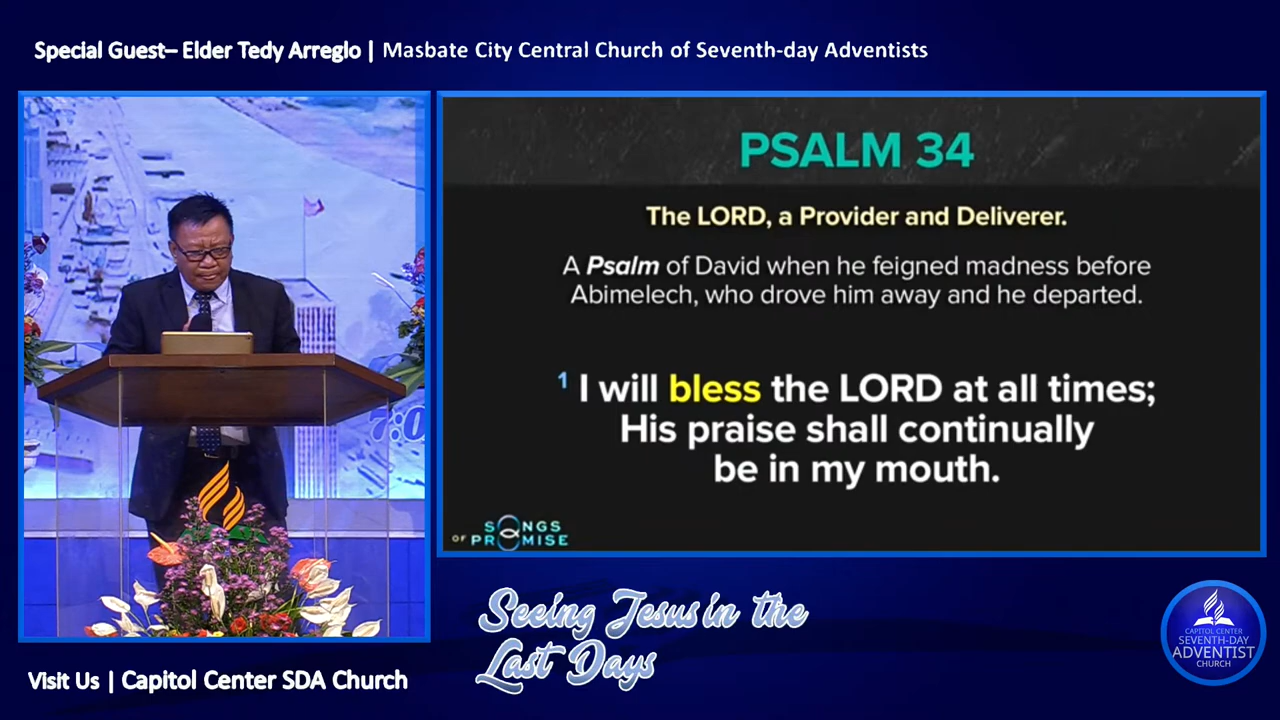 Special Guest– Elder Tedy Arreglo | Masbate City Central Church of Seventh-day Adventists
PSALM 34
The LORD, a Provider and Deliverer.
A Psalm of David when he feigned madness before
Abimelech, who drove him away and he departed.
1 I will bless the LORD at all times;
His praise shall continually
be in my mouth.
SONGS
OF PROMISE
7:0
Seeing Jesus in the
Last Days
CAPITOL CENTER
SEVENTH-DAY
ADVENTIST
CHURCH
Visit Us | Capitol Center SDA Church